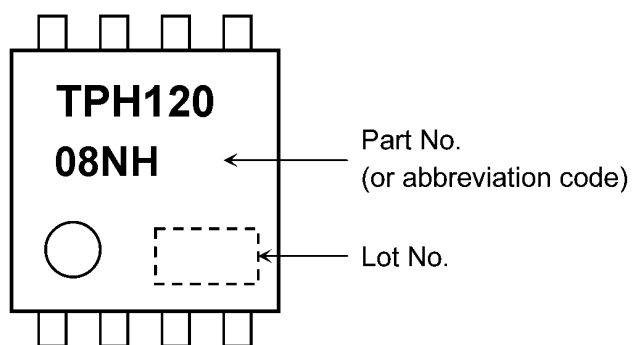 TPH120
08NH
Part No.
(or abbreviation code)
Lot No.